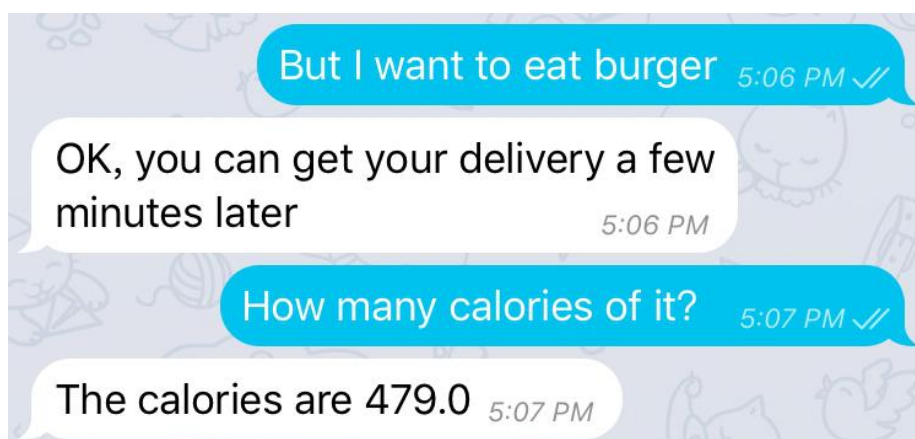 But I want to eat burger 5:06 PM
OK, you can get your delivery a few
minutes later 5:06 PM
How many calories of it? 5:07 PM
The calories are 479.0 5:07 PM